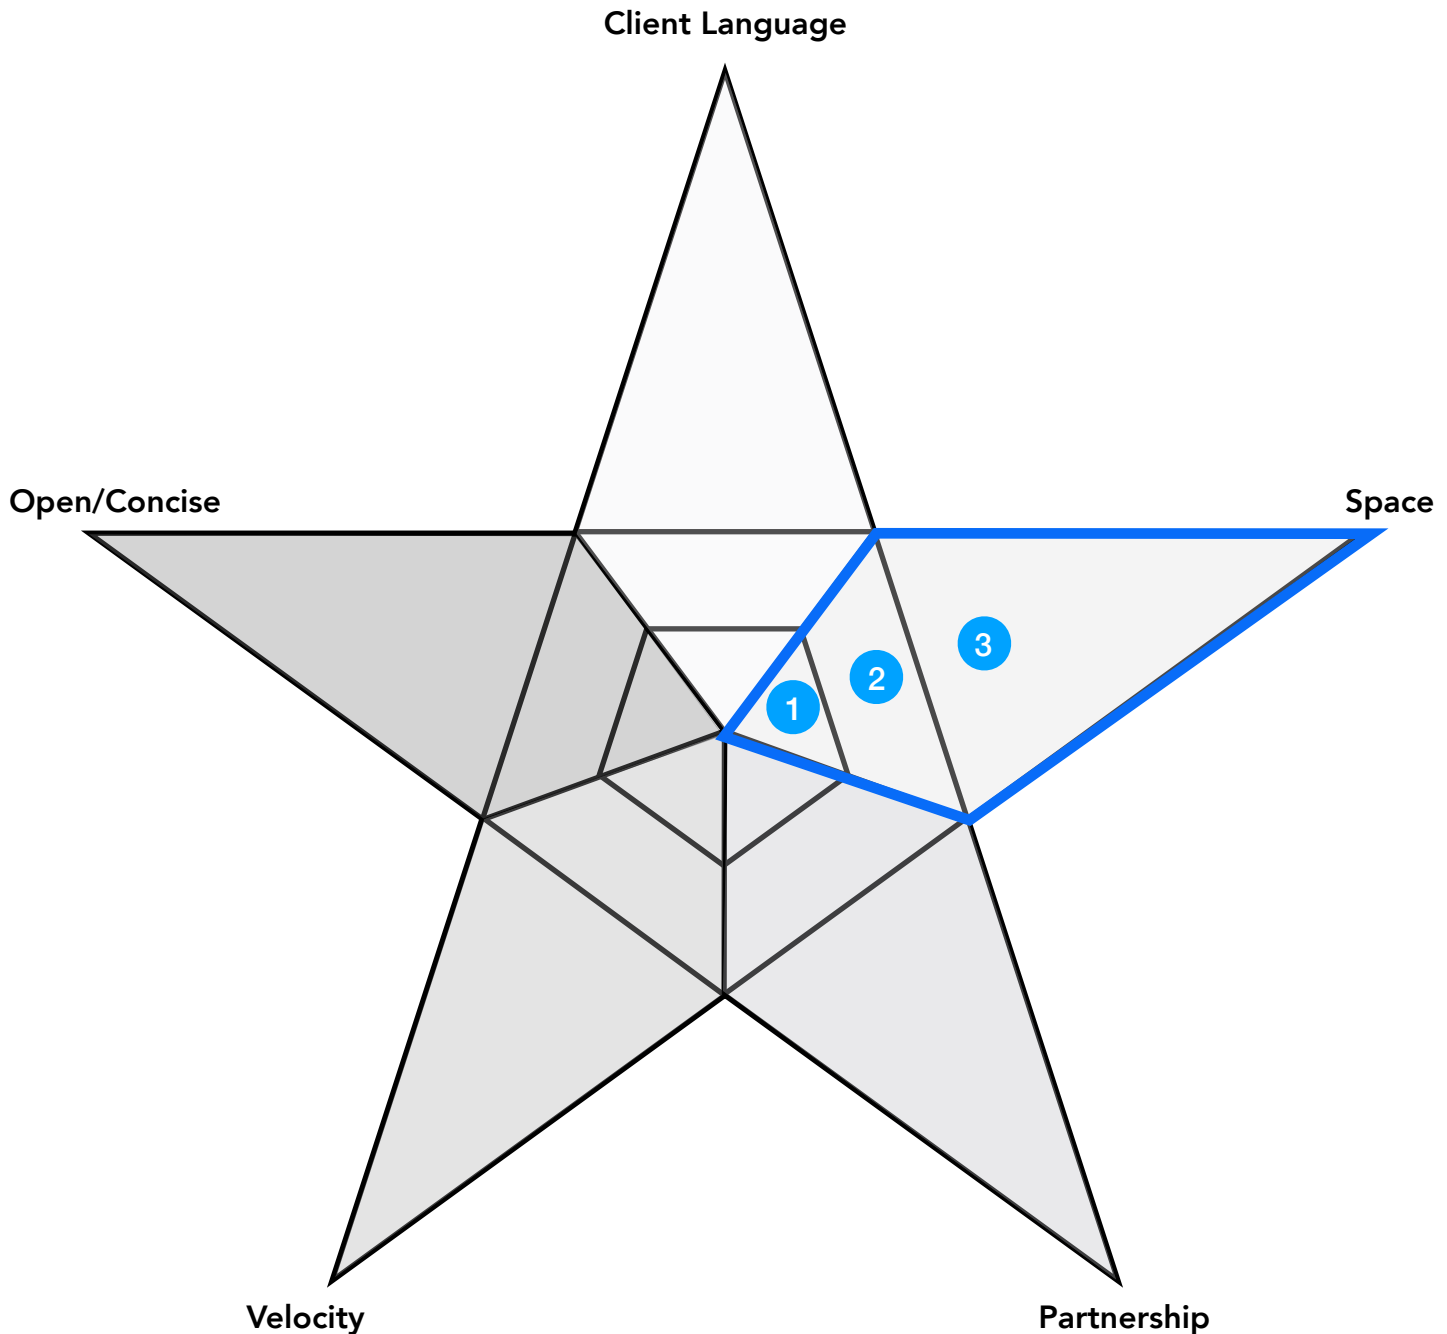 Client Language
Open/Concise
Space
3
2
1
Velocity
Partnership